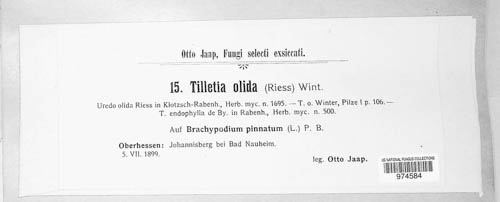 Otto Jaap, Fungi selecti exsiccati.
15. Tilletia olida (Riess) Wint.
Uredo olida Riess in Klotzsch-Rabenh., Herb. myc. n. 1695. — T. o. Winter, Pilze I p. 106. —
T. endophylla de By. in Rabenh., Herb. myc. n. 500.
Auf Brachypodium pinnatum (L.) P. B.
Oberhessen: Johannisberg bei Bad Nauheim.
5. VII. 1899.
leg. Otto Jaap.
US NATIONAL FUNGUS COLLECTIONS
974584